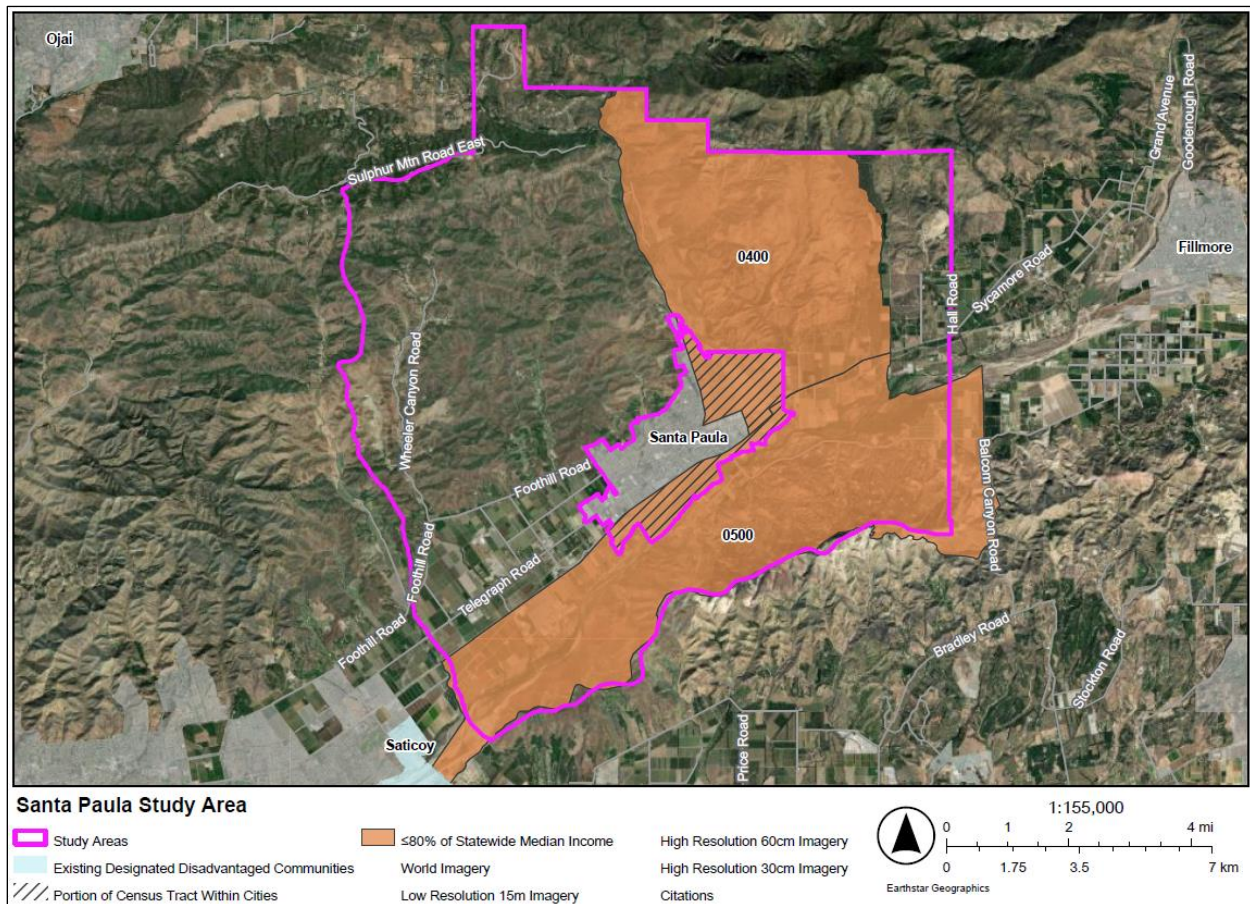 Ojai
Grand Avenue
Goodenough Road
Sulphur Mtn Road East
Fillmore
0400
Sycamore Road
Hall Road
Wheeler Canyon Road
Santa Paula
Foothill Road
Balcom Canyon Road
0500
Foothill Road
Telegraph Road
Foothill Road
Bradley Road
Stockton Road
Saticoy
Price Road
Santa Paula Study Area
Study Areas
Existing Designated Disadvantaged Communities
Portion of Census Tract Within Cities
≤80% of Statewide Median Income
World Imagery
Low Resolution 15m Imagery
High Resolution 60cm Imagery
High Resolution 30cm Imagery
Citations
Earthstar Geographics
1:155,000
0 1 2 4 mi
0 1.75 3.5 7 km